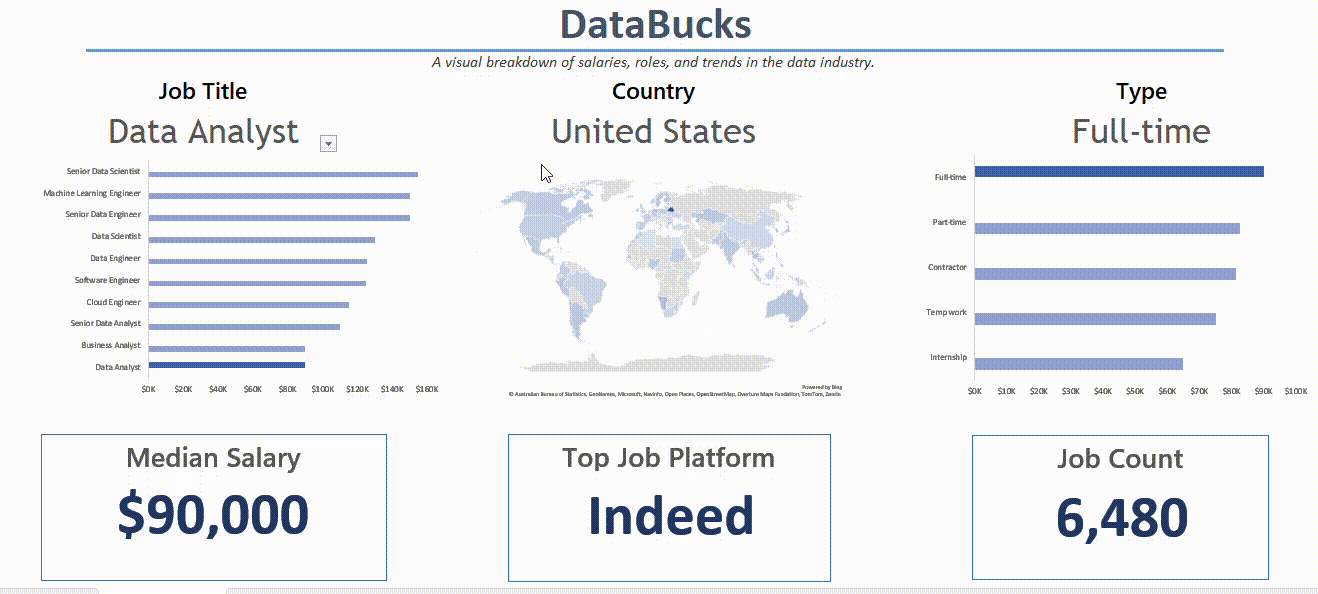 DataBucks
A visual breakdown of salaries, roles, and trends in the data industry.
Job Title
Country
Type
Data Analyst
United States
Full-time
Senior Data Scientist
Machine Learning Engineer
Senior Data Engineer
Data Scientist
Data Engineer
Software Engineer
Cloud Engineer
Senior Data Analyst
Business Analyst
Data Analyst
$0K $20K $40K $60K $80K $100K $120K $140K $160K
Powered by Bing
© Australian Bureau of Statistics, GeoNames, Microsoft, Navinfo, Open Places, OpenStreetMap, Overture Maps Fundation, TomTom, Zenrin
Full-time
Part-time
Contractor
Temp work
Internship
$0K $10K $20K $30K $40K $50K $60K $70K $80K $90K $100K
Median Salary
$90,000
Top Job Platform
Indeed
Job Count
6,480